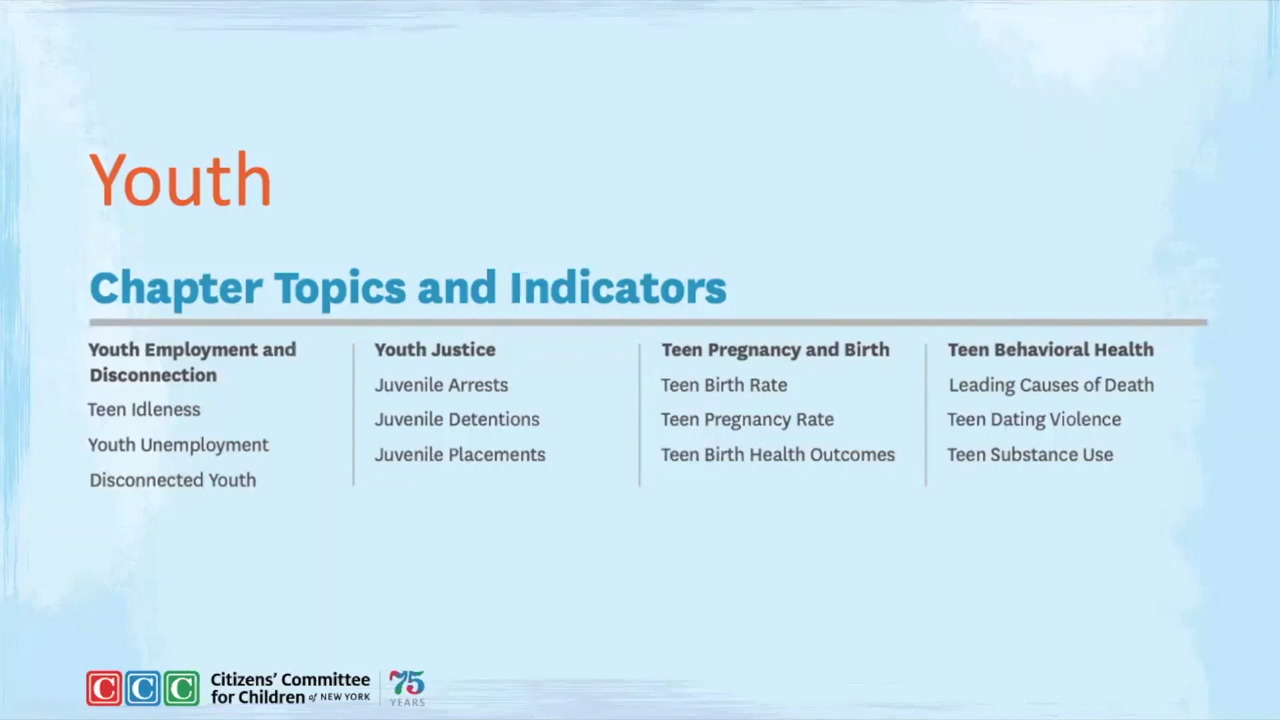 Youth
Chapter Topics and Indicators
Youth Employment and
Disconnection
Teen Idleness
Youth Unemployment
Disconnected Youth
Youth Justice
Juvenile Arrests
Juvenile Detentions
Juvenile Placements
Teen Pregnancy and Birth
Teen Birth Rate
Teen Pregnancy Rate
Teen Birth Health Outcomes
Teen Behavioral Health
Leading Causes of Death
Teen Dating Violence
Teen Substance Use
CCC
Citizens' Committee
for Children of NEW YORK
75
YEARS